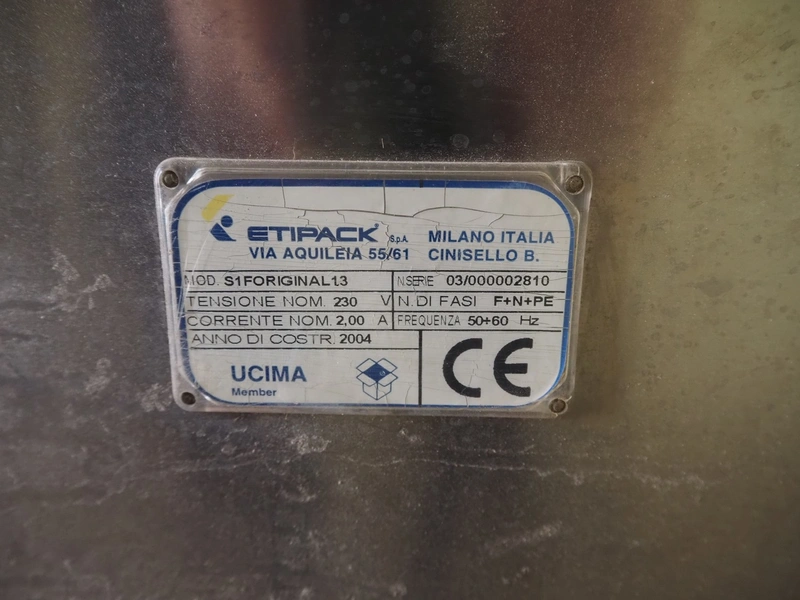 ETIPACK S.p.A. MILANO ITALIA
VIA AQUILEIA 55/61 CINISELLO B.
MOD. S1FORIGINAL13 N.SERIE 03/000002810
TENSIONE NOM. 230 V N. DI FASI F+N+PE
CORRENTE NOM. 2,00 A FREQUENZA 50÷60 Hz
ANNO DI COSTR. 2004
UCIMA
Member
CE